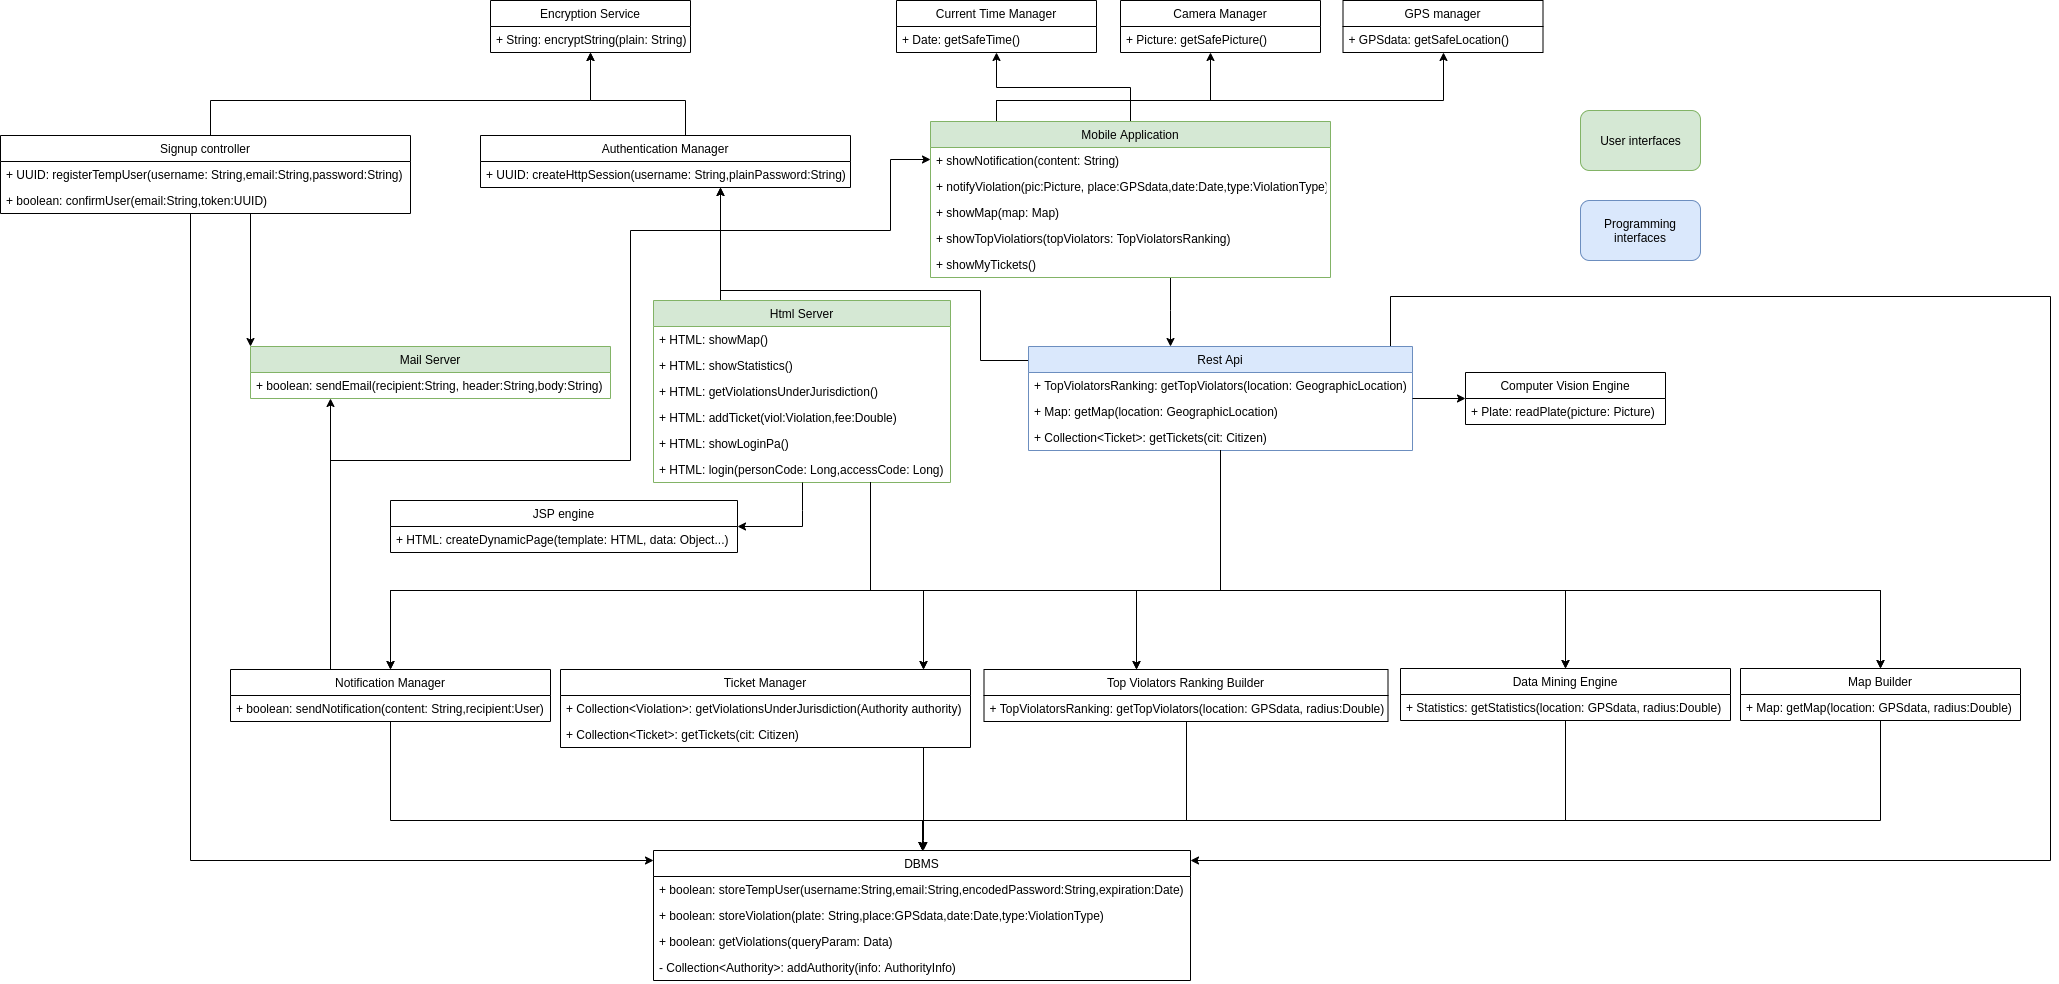 Encryption Service
+ String: encryptString(plain: String)
Current Time Manager
+ Date: getSafeTime()
Camera Manager
+ Picture: getSafePicture()
GPS manager
+ GPSdata: getSafeLocation()
Signup controller
+ UUID: registerTempUser(username: String,email:String,password:String)
+ boolean: confirmUser(email:String,token:UUID)
Authentication Manager
+ UUID: createHttpSession(username: String,plainPassword:String)
Mobile Application
+ showNotification(content: String)
+ notifyViolation(pic:Picture, place:GPSdata,date:Date,type:ViolationType)
+ showMap(map: Map)
+ showTopViolatiors(topViolators: TopViolatorsRanking)
+ showMyTickets()
User interfaces
Programming
interfaces
Html Server
+ HTML: showMap()
+ HTML: showStatistics()
+ HTML: getViolationsUnderJurisdiction()
+ HTML: addTicket(viol:Violation,fee:Double)
+ HTML: showLoginPa()
+ HTML: login(personCode: Long,accessCode: Long)
Mail Server
+ boolean: sendEmail(recipient:String, header:String,body:String)
Rest Api
+ TopViolatorsRanking: getTopViolators(location: GeographicLocation)
+ Map: getMap(location: GeographicLocation)
+ Collection<Ticket>: getTickets(cit: Citizen)
Computer Vision Engine
+ Plate: readPlate(picture: Picture)
JSP engine
+ HTML: createDynamicPage(template: HTML, data: Object...)
Notification Manager
+ boolean: sendNotification(content: String,recipient:User)
Ticket Manager
+ Collection<Violation>: getViolationsUnderJurisdiction(Authority authority)
+ Collection<Ticket>: getTickets(cit: Citizen)
Top Violators Ranking Builder
+ TopViolatorsRanking: getTopViolators(location: GPSdata, radius:Double)
Data Mining Engine
+ Statistics: getStatistics(location: GPSdata, radius:Double)
Map Builder
+ Map: getMap(location: GPSdata, radius:Double)
DBMS
+ boolean: storeTempUser(username:String,email:String,encodedPassword:String,expiration:Date)
+ boolean: storeViolation(plate: String,place:GPSdata,date:Date,type:ViolationType)
+ boolean: getViolations(queryParam: Data)
- Collection<Authority>: addAuthority(info: AuthorityInfo)